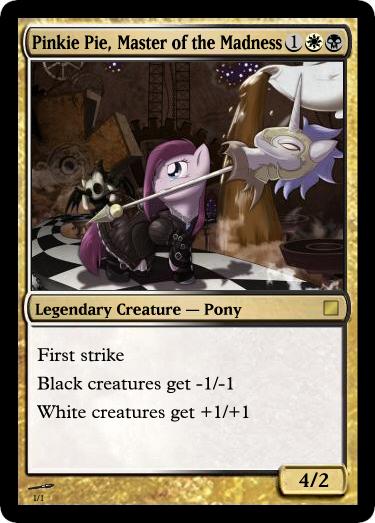 Pinkie Pie, Master of the Madness 1
Legendary Creature — Pony
First strike
Black creatures get -1/-1
White creatures get +1/+1
4/2
1/1